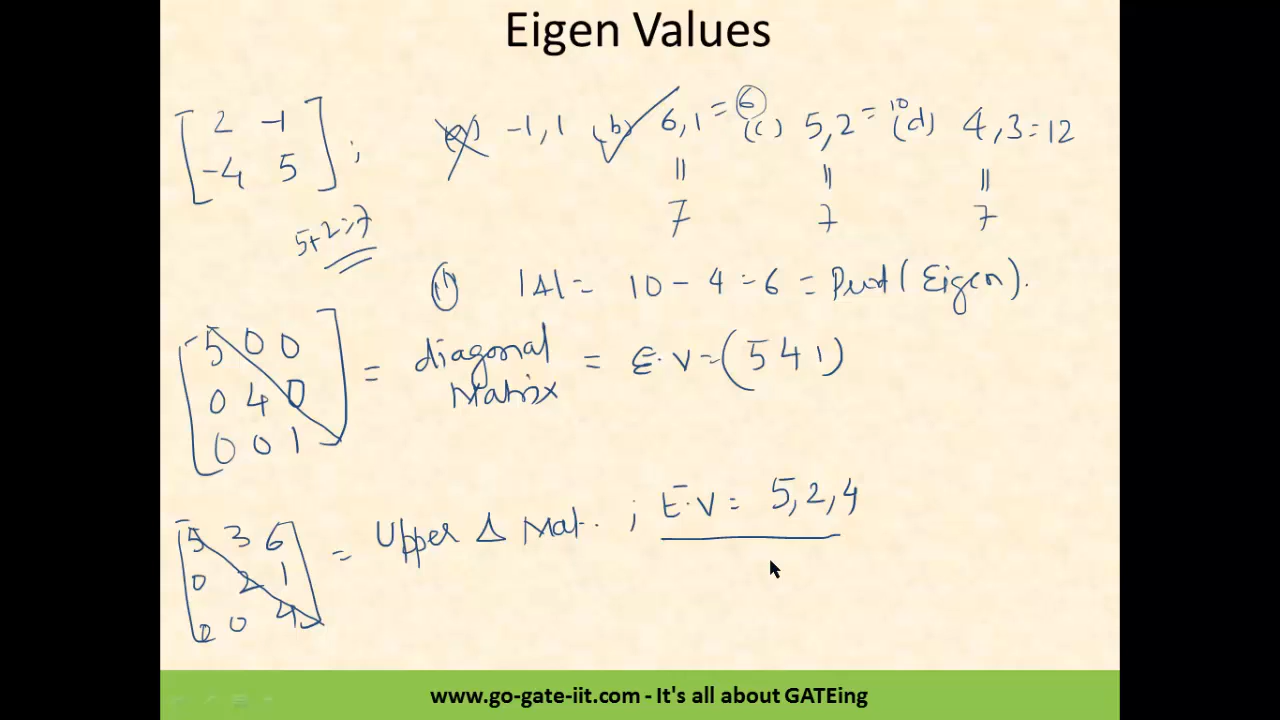 Eigen Values
[2 -1
-4 5] ; (a) -1, 1 (b) 6, 1 = 6 (c) 5, 2 = 10 (d) 4, 3 = 12
|| || ||
7 7 7
5+2=7
(1) |A| = 10 - 4 = 6 = Prod (Eigen).
[5 0 0
0 4 0
0 0 1] = diagonal Matrix = E.V = (5 4 1)
[5 3 6
0 2 1
0 0 4] = Upper Δ Mat. ; E.V = 5, 2, 4
www.go-gate-iit.com - It's all about GATEing